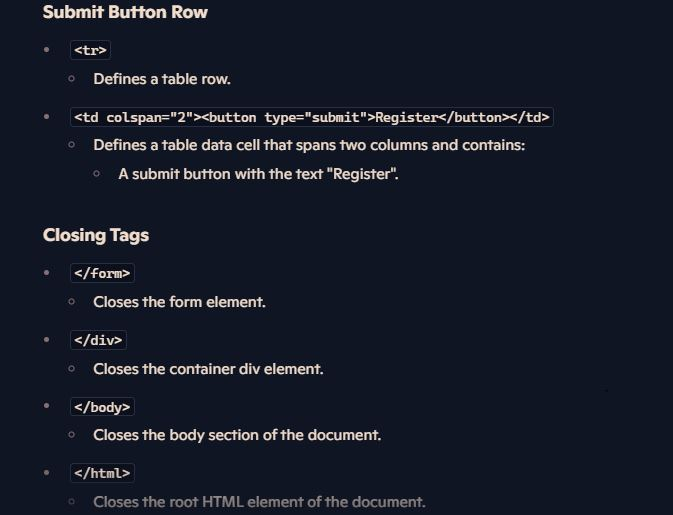 Submit Button Row
<tr>
Defines a table row.
<td colspan="2"><button type="submit">Register</button></td>
Defines a table data cell that spans two columns and contains:
A submit button with the text "Register".
Closing Tags
</form>
Closes the form element.
</div>
Closes the container div element.
</body>
Closes the body section of the document.
</html>
Closes the root HTML element of the document.